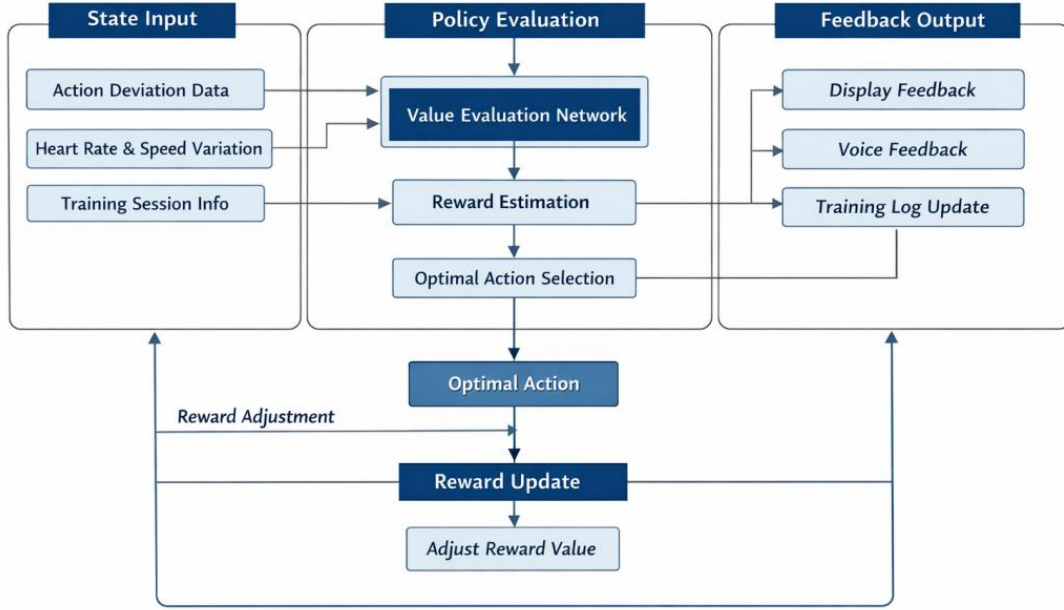 State Input
Policy Evaluation
Feedback Output
Action Deviation Data
Heart Rate & Speed Variation
Training Session Info
Value Evaluation Network
Reward Estimation
Optimal Action Selection
Display Feedback
Voice Feedback
Training Log Update
Optimal Action
Reward Adjustment
Reward Update
Adjust Reward Value